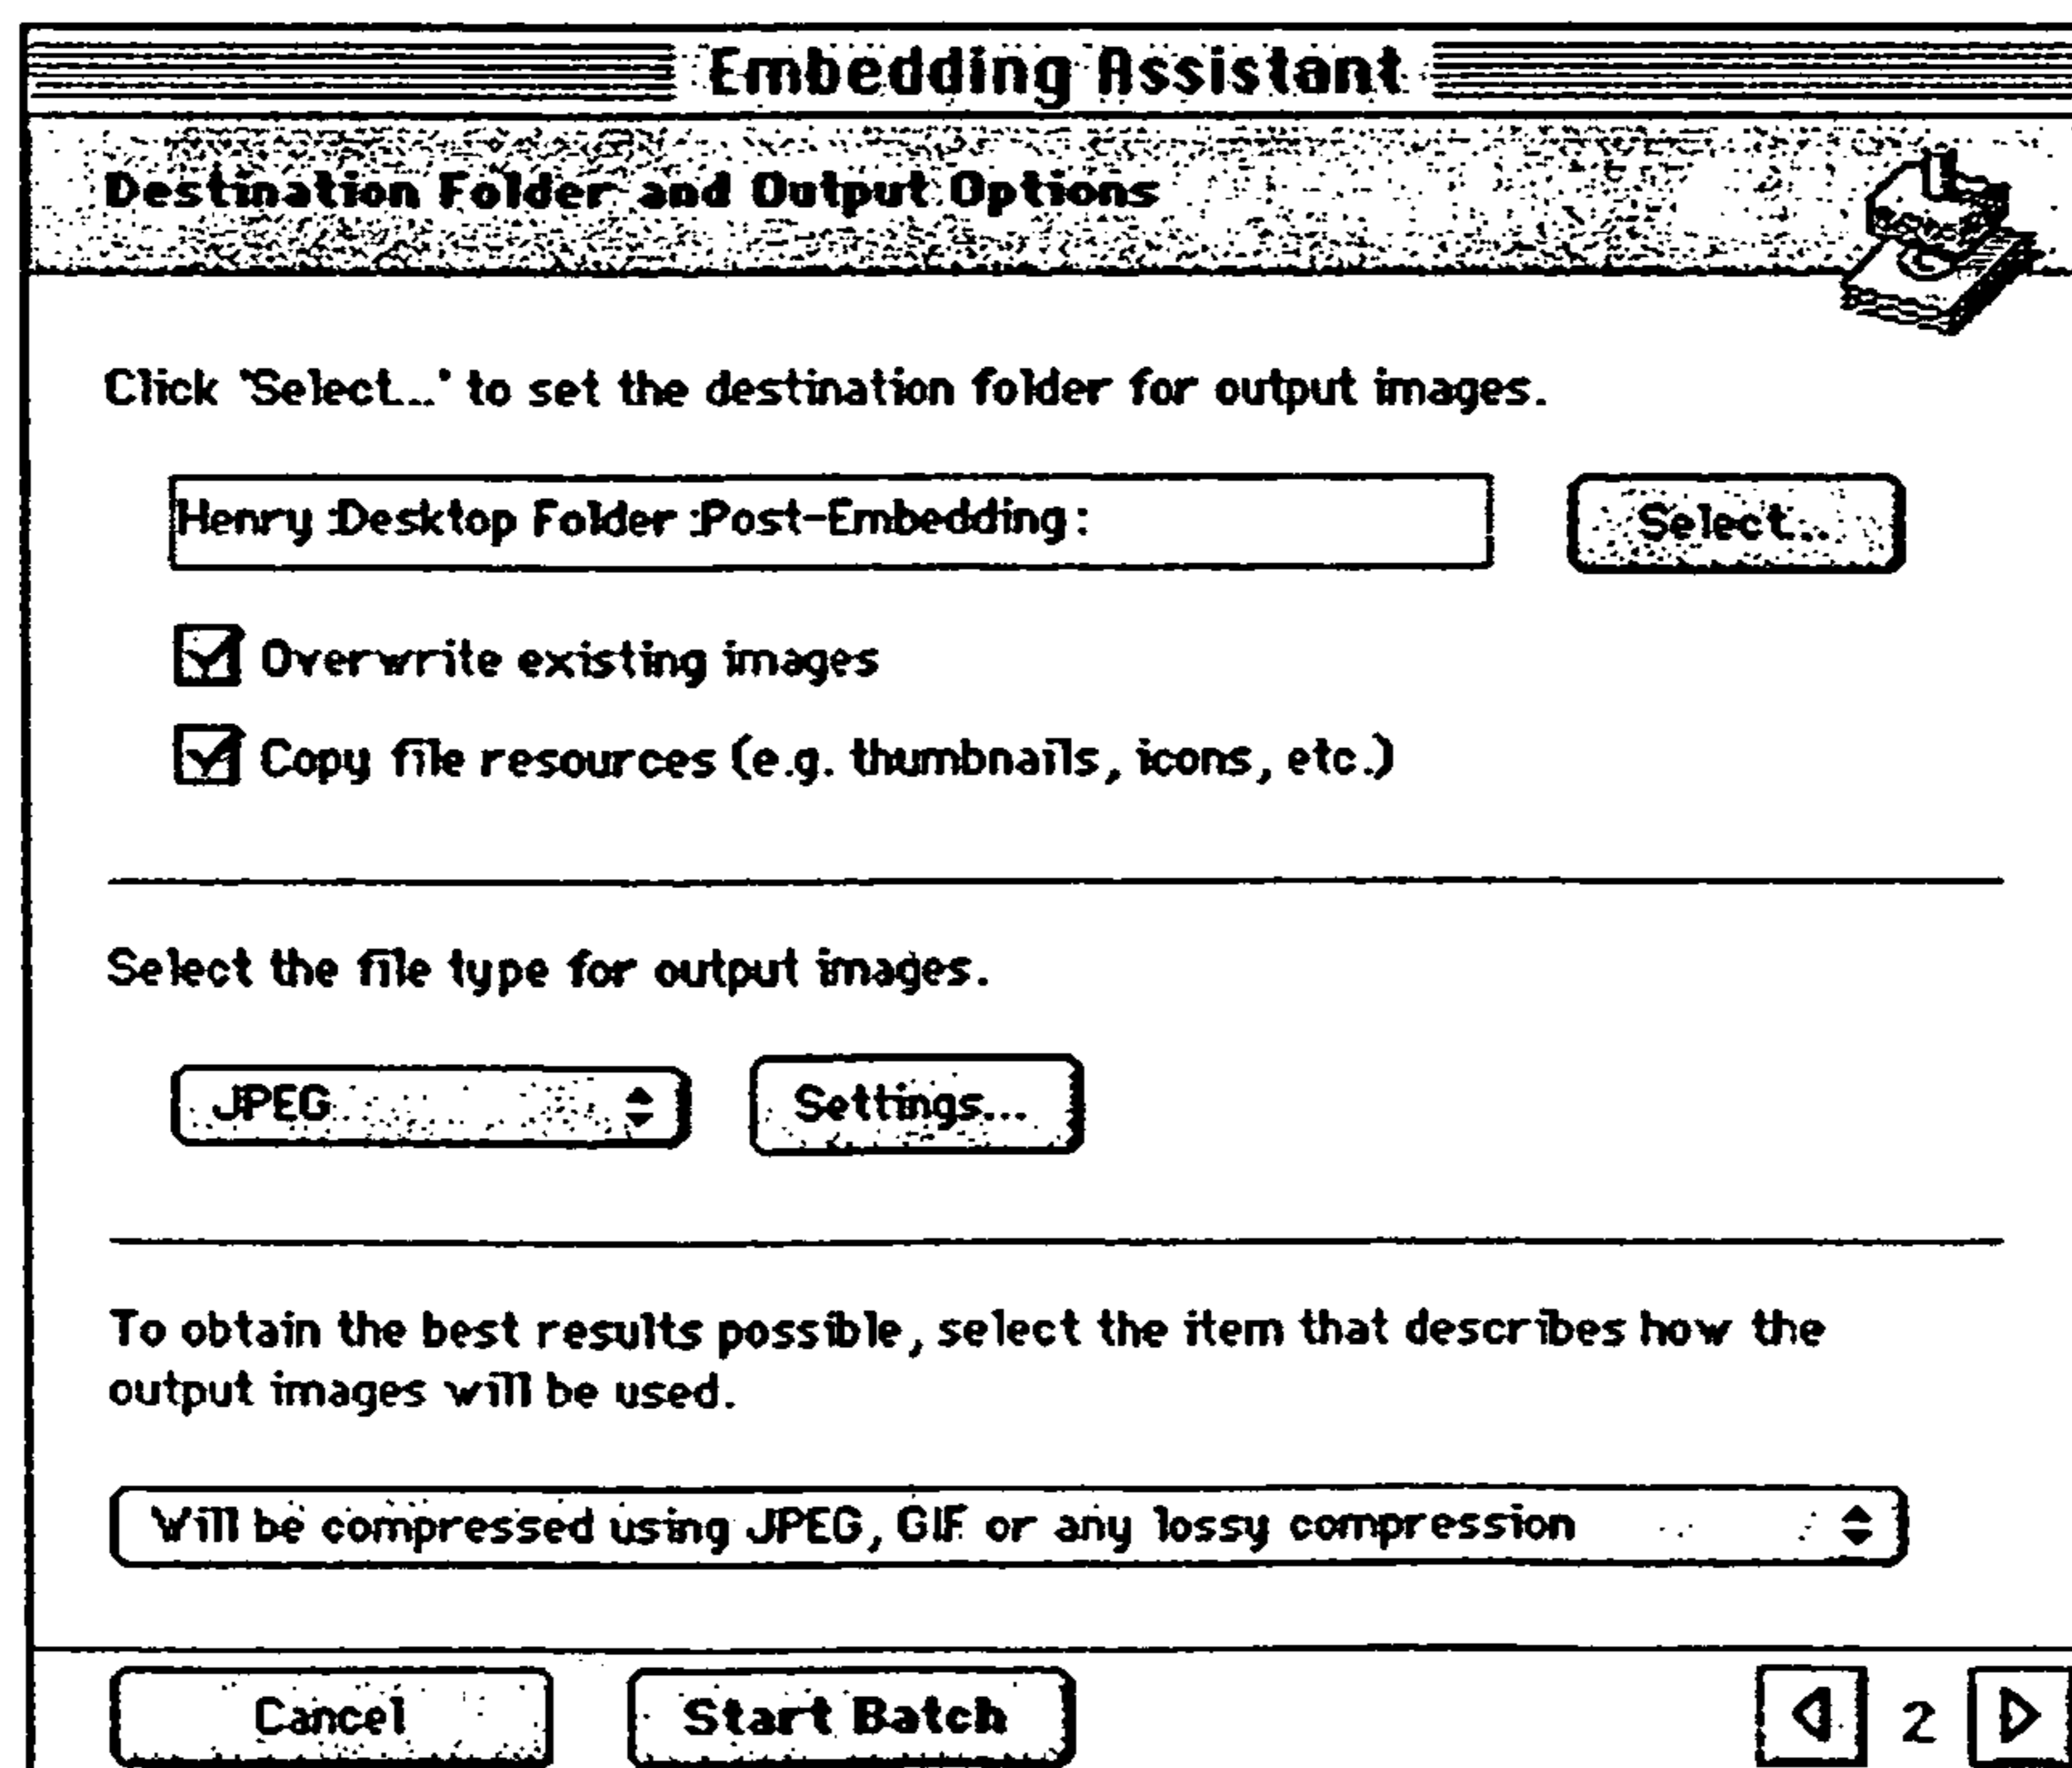 Embedding Assistant
Destination Folder and Output Options
Click "Select..." to set the destination folder for output images.
Henry :Desktop Folder :Post-Embedding:
Select...
Overwrite existing images
Copy file resources (e.g. thumbnails, icons, etc.)
Select the file type for output images.
JPEG
Settings...
To obtain the best results possible, select the item that describes how the
output images will be used.
Will be compressed using JPEG, GIF or any lossy compression
Cancel
Start Batch
2